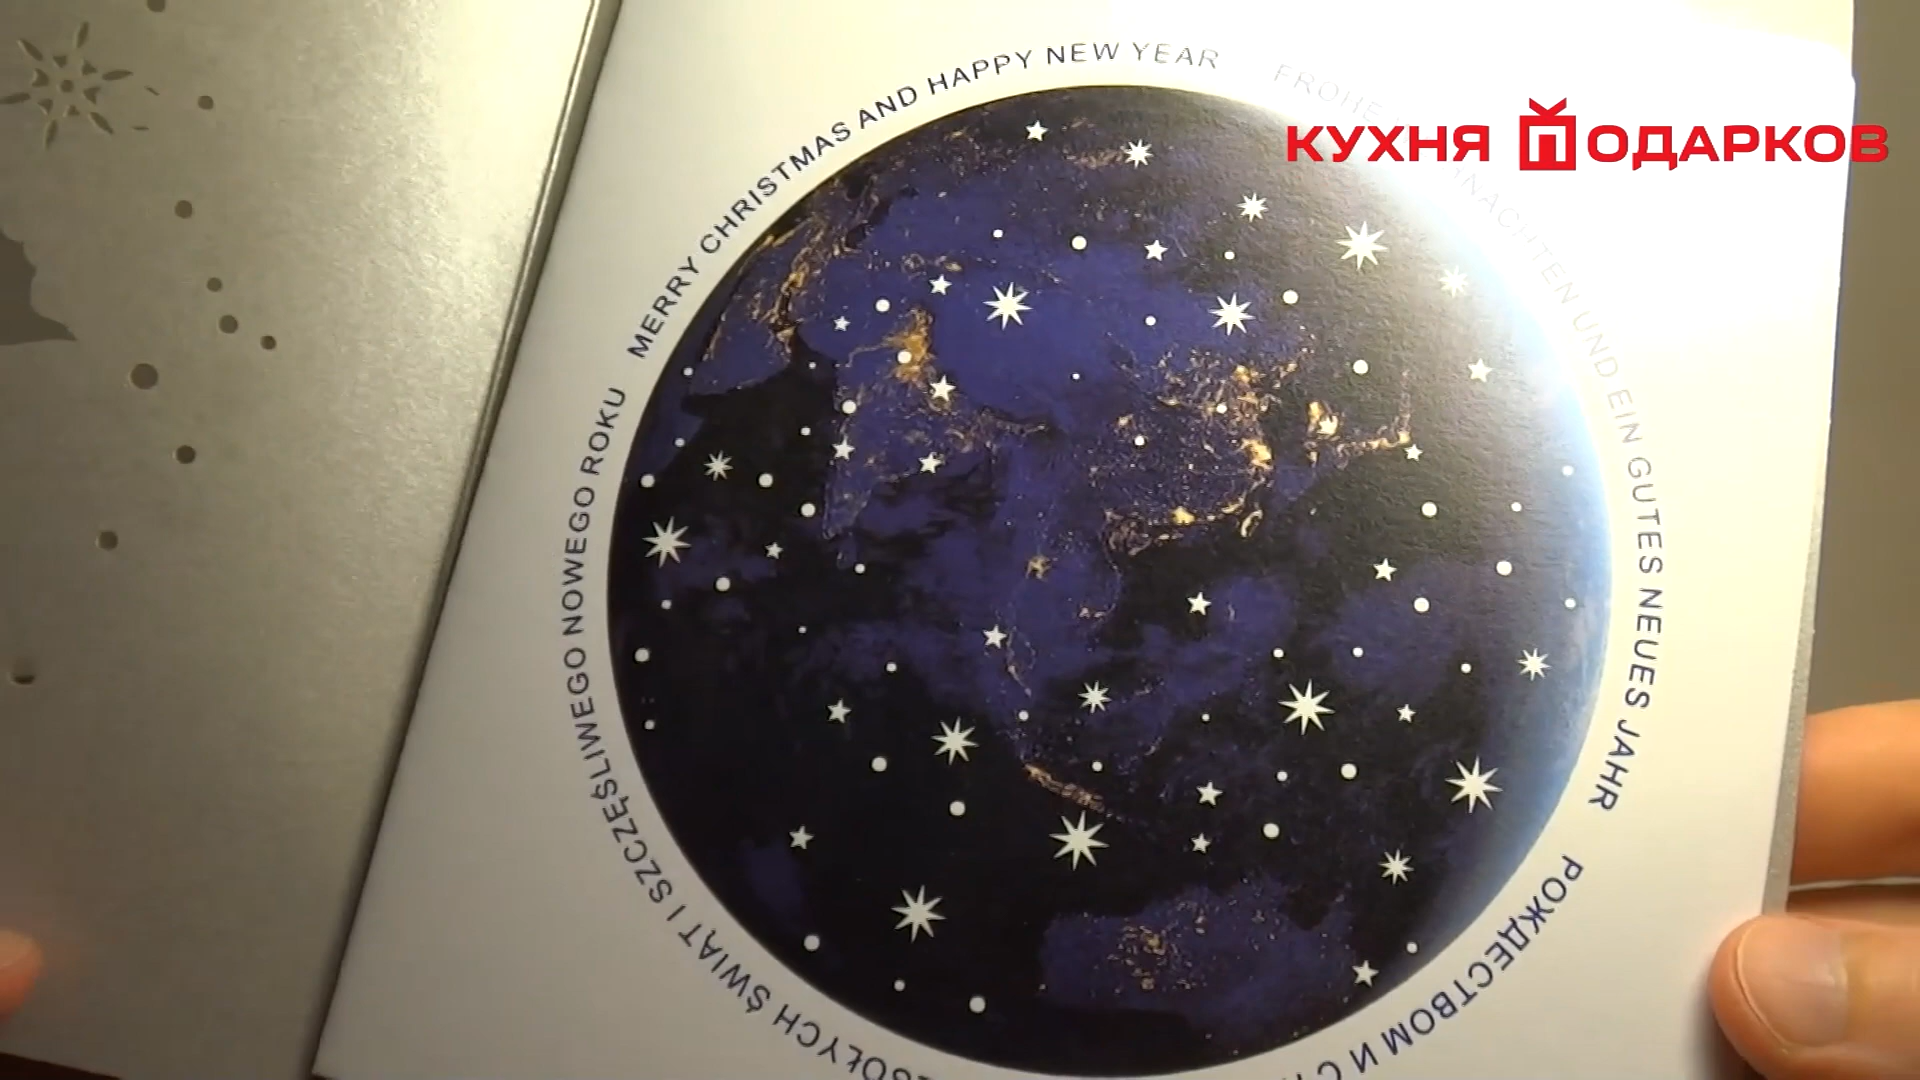 MERRY CHRISTMAS AND HAPPY NEW YEAR
FROHE
UND EIN GUTES NEUES JAHR
РОЖДЕСТВОМ И С
ŚWIĄT I SZCZĘŚLIWEGO NOWEGO ROKU
КУХНЯ ПОДАРКОВ